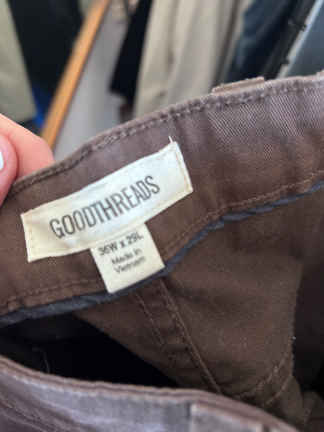 GOODTHREADS
36W x 29L
Made in
Vietnam